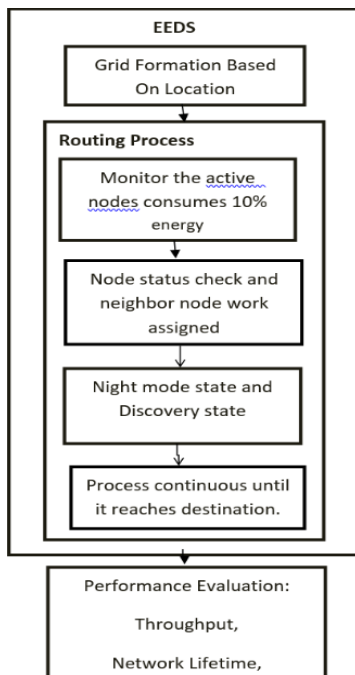 EEDS
Grid Formation Based
On Location
Routing Process
Monitor the active
nodes consumes 10%
energy
Node status check and
neighbor node work
assigned
Night mode state and
Discovery state
Process continuous until
it reaches destination.
Performance Evaluation:
Throughput,
Network Lifetime,